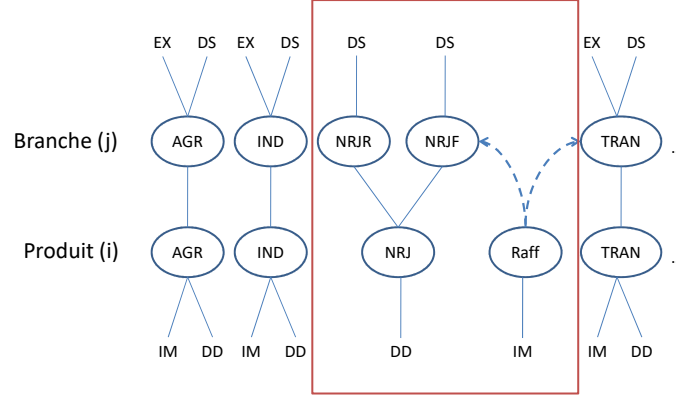 EX DS EX DS DS DS EX DS
Branche (j) AGR IND NRJR NRJF TRAN .
Produit (i) AGR IND NRJ Raff TRAN .
IM DD IM DD DD IM IM DD